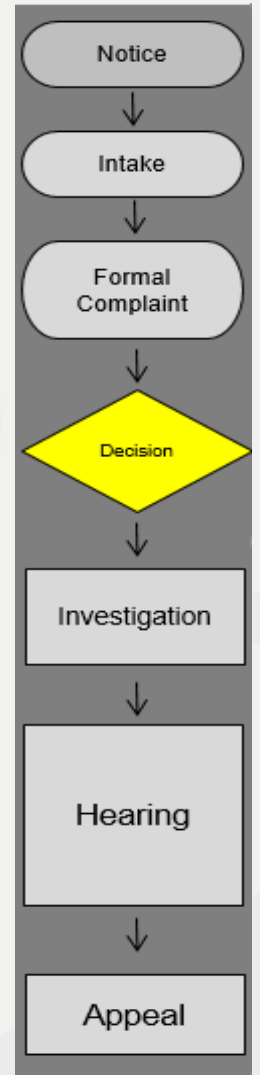 Notice
Intake
Formal
Complaint
Decision
Investigation
Hearing
Appeal